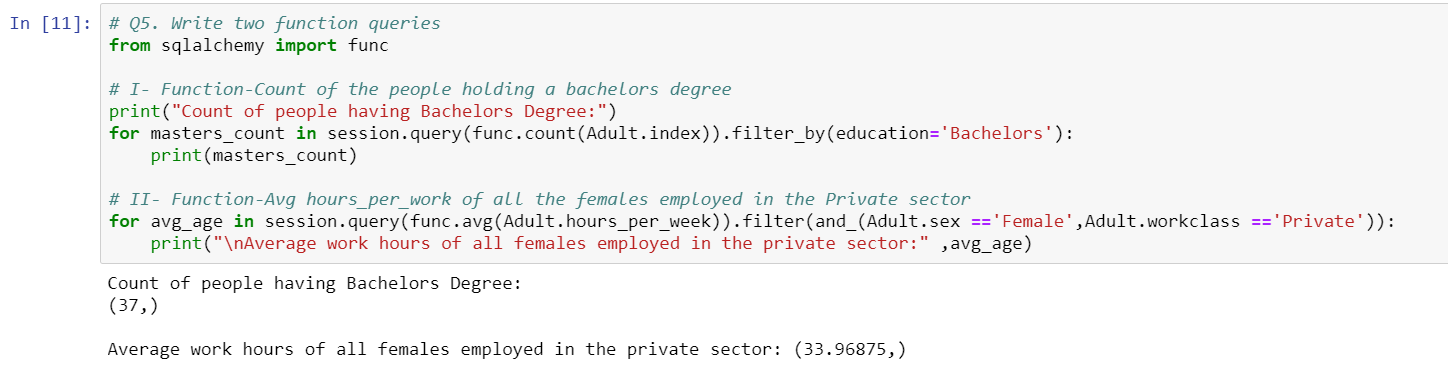 In [11]: # Q5. Write two function queries
from sqlalchemy import func
# I- Function-Count of the people holding a bachelors degree
print("Count of people having Bachelors Degree:")
for masters_count in session.query(func.count(Adult.index)).filter_by(education='Bachelors'):
    print(masters_count)
# II- Function-Avg hours_per_work of all the females employed in the Private sector
for avg_age in session.query(func.avg(Adult.hours_per_week)).filter(and_(Adult.sex =='Female',Adult.workclass =='Private')):
    print("\nAverage work hours of all females employed in the private sector:" ,avg_age)
Count of people having Bachelors Degree:
(37,)
Average work hours of all females employed in the private sector: (33.96875,)